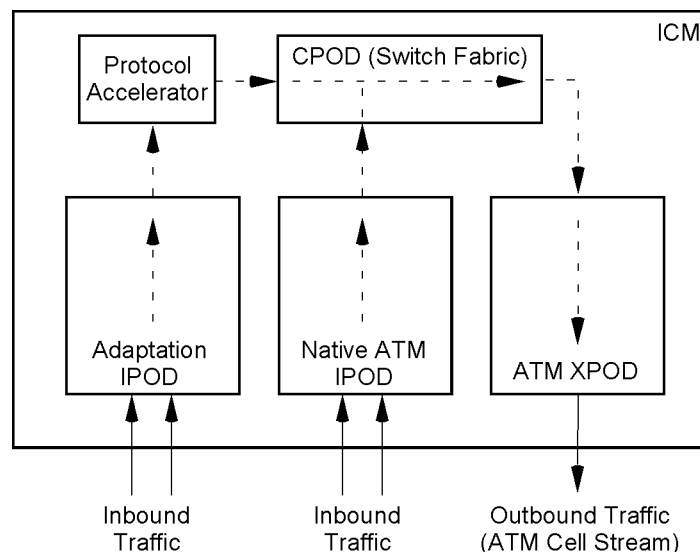 ICM
Protocol
Accelerator
CPOD (Switch Fabric)
Adaptation
IPOD
Native ATM
IPOD
ATM XPOD
Inbound
Traffic
Inbound
Traffic
Outbound Traffic
(ATM Cell Stream)